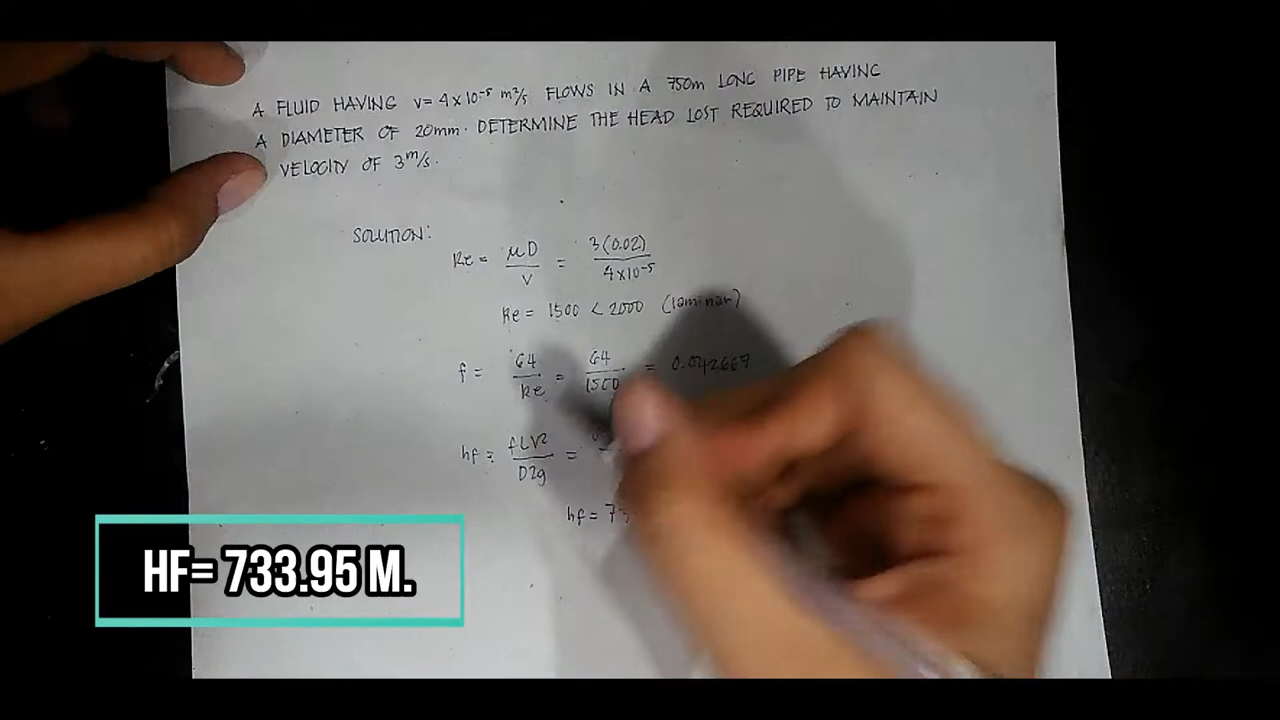 A FLUID HAVING v= 4x10⁻⁵ m²/s FLOWS IN A 750m LONG PIPE HAVING
A DIAMETER OF 20mm. DETERMINE THE HEAD LOST REQUIRED TO MAINTAIN
VELOCITY OF 3m/s.
SOLUTION:
Re = μD/v = 3(0.02)/4x10⁻⁵
Re = 1500 < 2000 (laminar)
f = 64/Re = 64/1500 = 0.042667
hf = fLV²/D2g =
hf = 73
HF= 733.95 M.